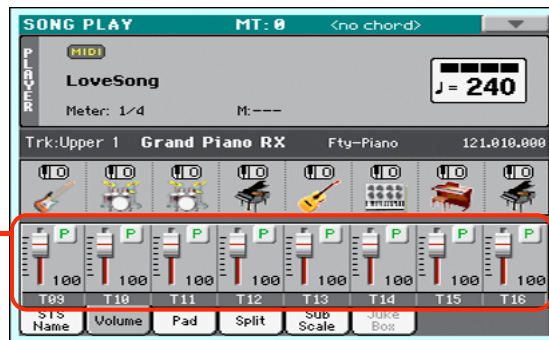 SONG PLAY MT: 0 <no chord>
PLAYER
MIDI
LoveSong
♩= 240
Meter: 1/4 M:---
Trk:Upper 1 Grand Piano RX Fty-Piano 121.010.000
P P P P P P P P
100 100 100 100 100 100 100 100
T09 T10 T11 T12 T13 T14 T15 T16
STS Name Volume Pad Split Sub Scale Juke Box